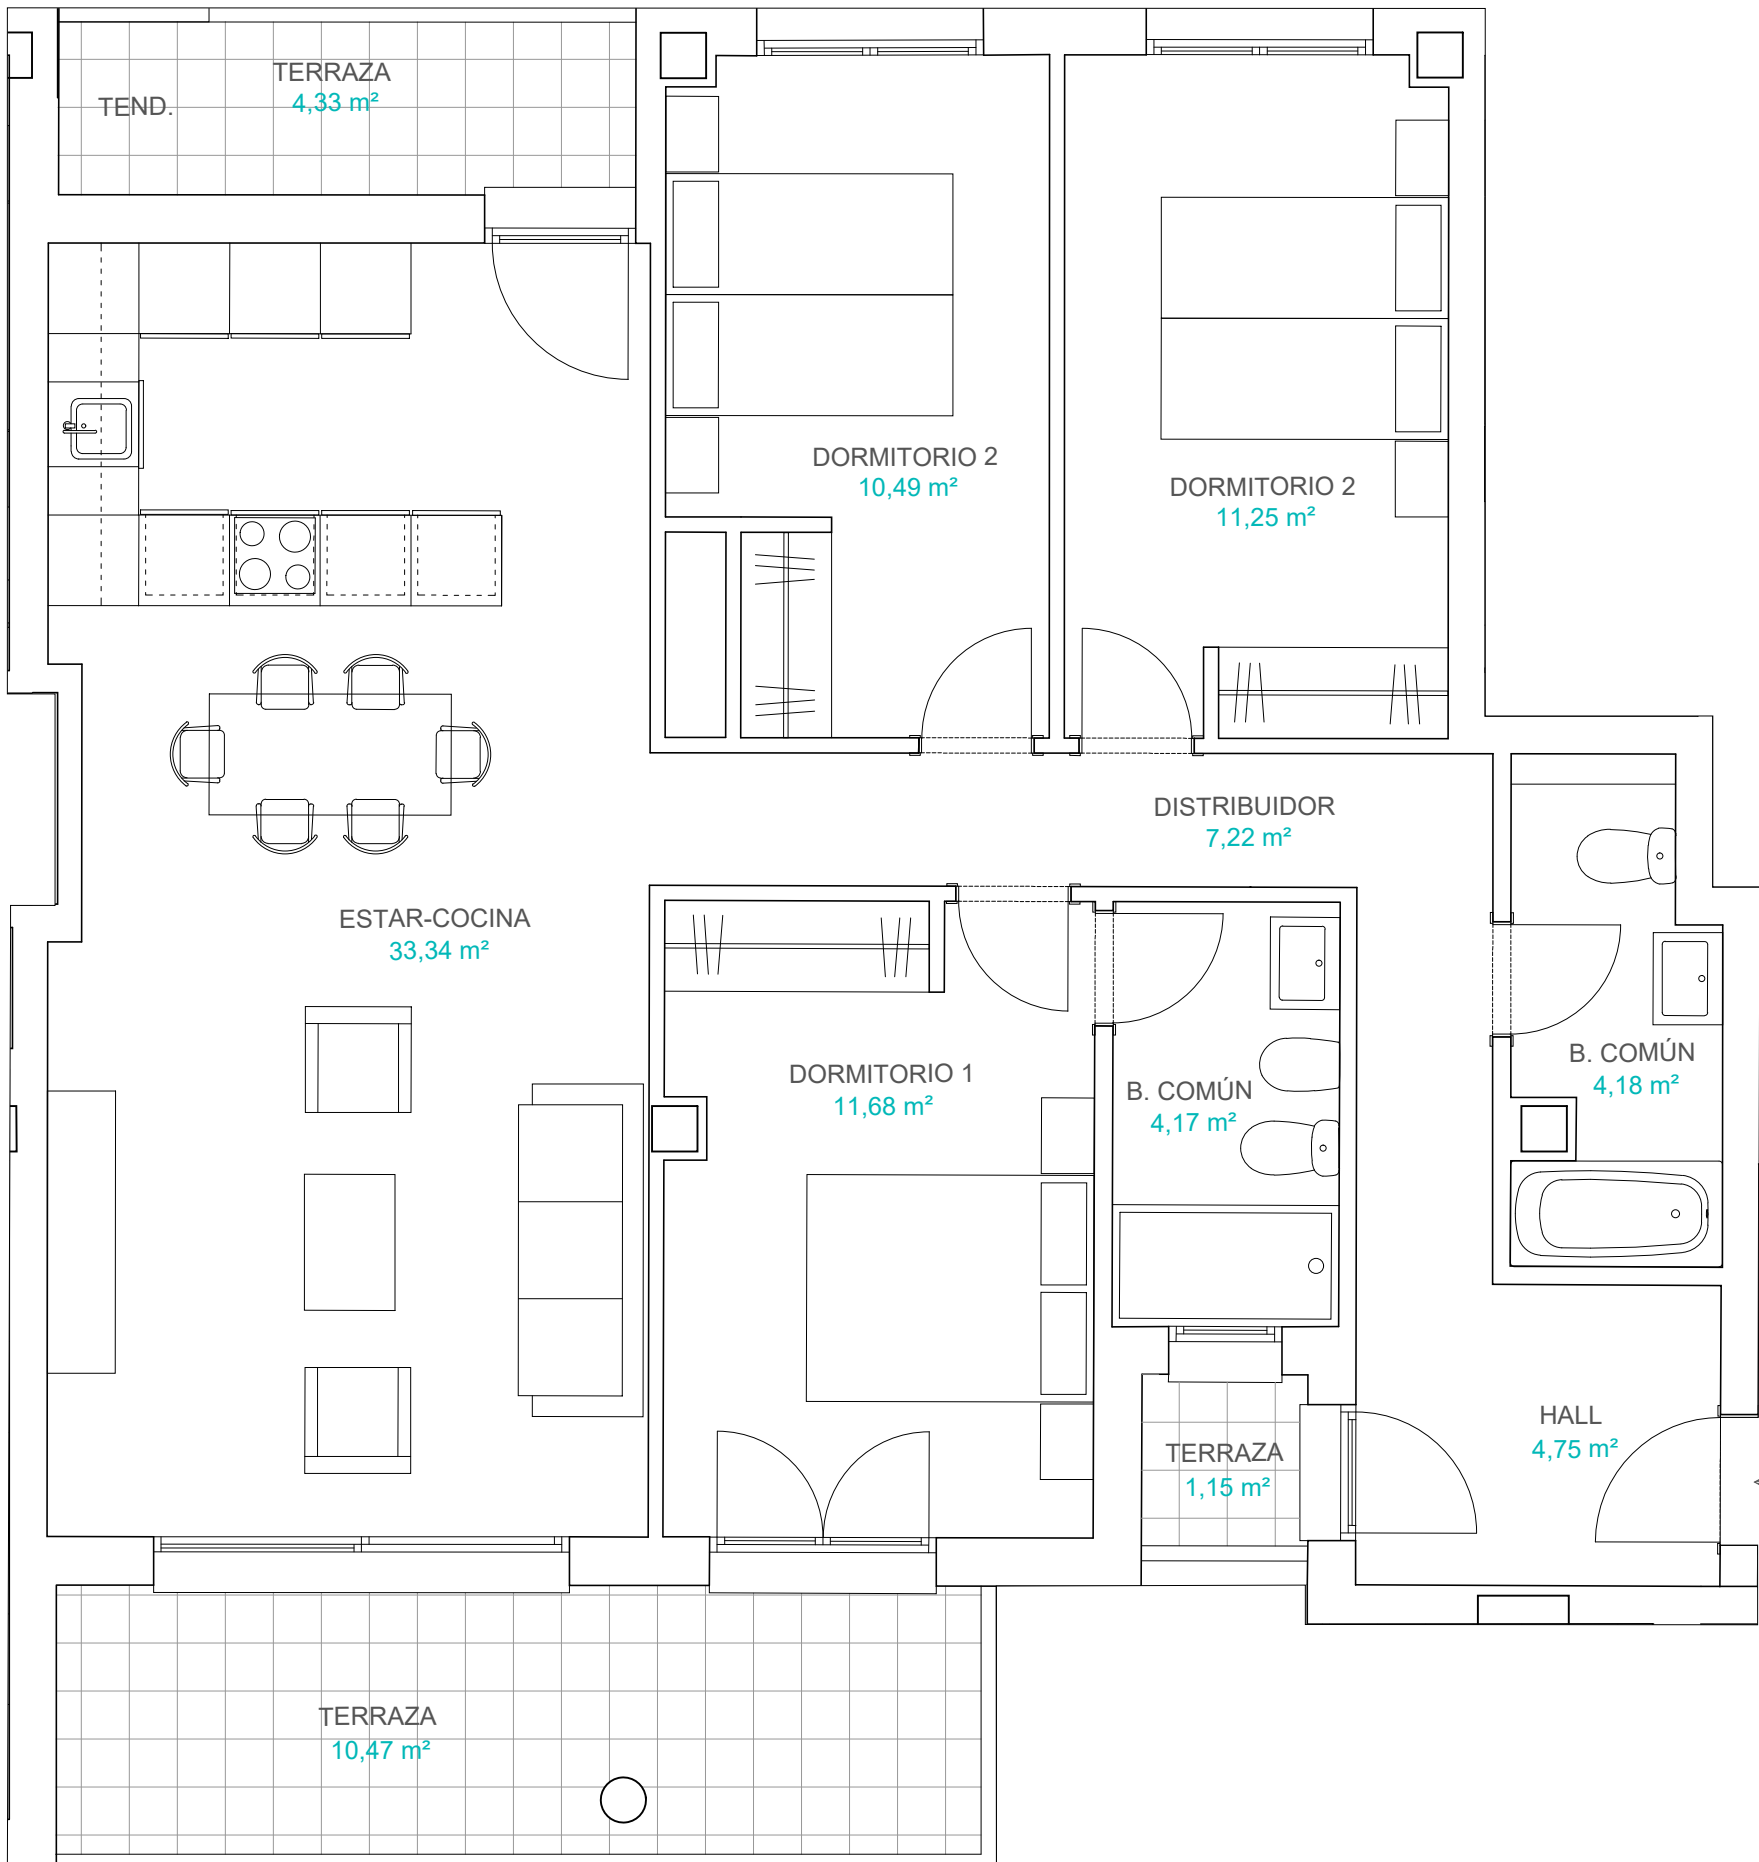 TERRAZA
4,33 m²
TEND.
DORMITORIO 2
10,49 m²
DORMITORIO 2
11,25 m²
DISTRIBUIDOR
7,22 m²
ESTAR-COCINA
33,34 m²
DORMITORIO 1
11,68 m²
B. COMÚN
4,17 m²
B. COMÚN
4,18 m²
HALL
4,75 m²
TERRAZA
1,15 m²
TERRAZA
10,47 m²